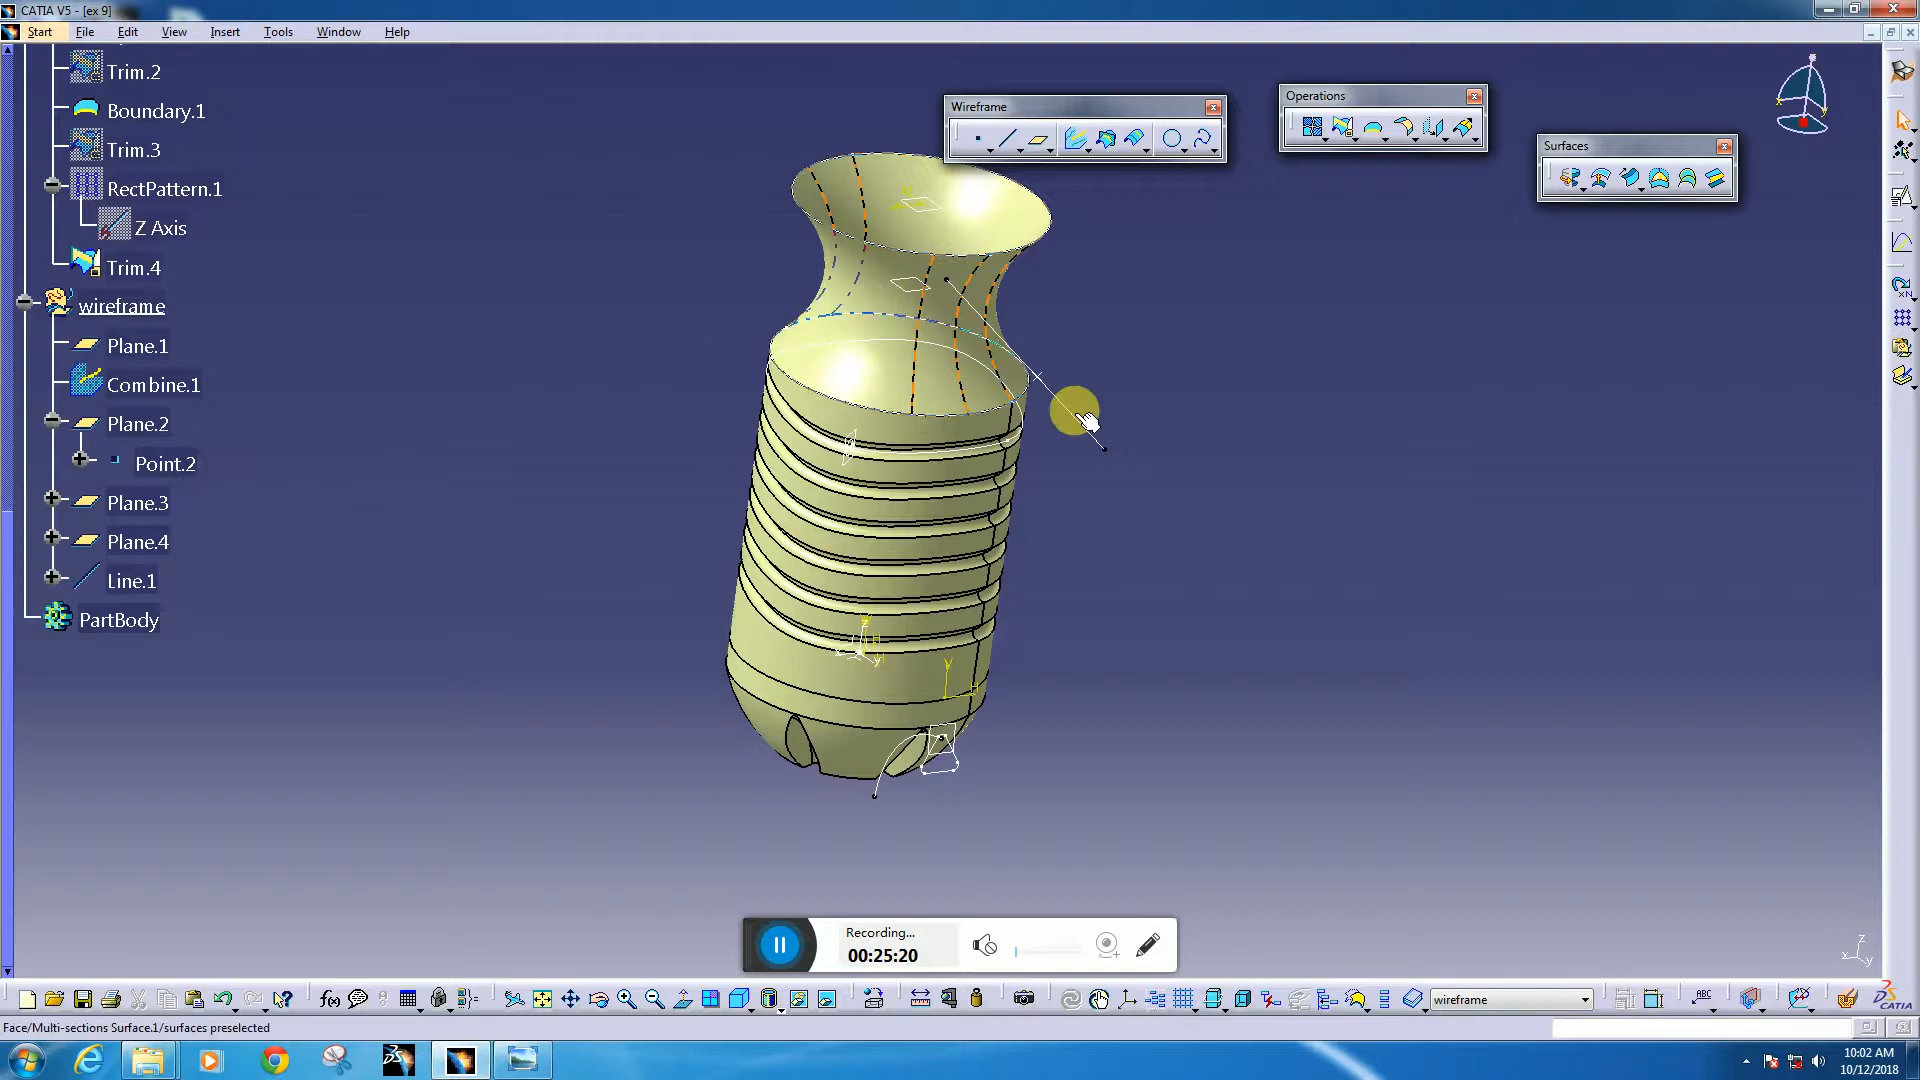 CATIA V5 - [ex 9]
Start File Edit View Insert Tools Window Help
Trim.2
Boundary.1
Trim.3
RectPattern.1
Z Axis
Trim.4
wireframe
Plane.1
Combine.1
Plane.2
Point.2
Plane.3
Plane.4
Line.1
PartBody
Wireframe
Operations
Surfaces
z
y
y
H
z
x
y
Recording...
00:25:20
f(x)
ABC
wireframe
CATIA
Face/Multi-sections Surface.1/surfaces preselected
10:02 AM
10/12/2018